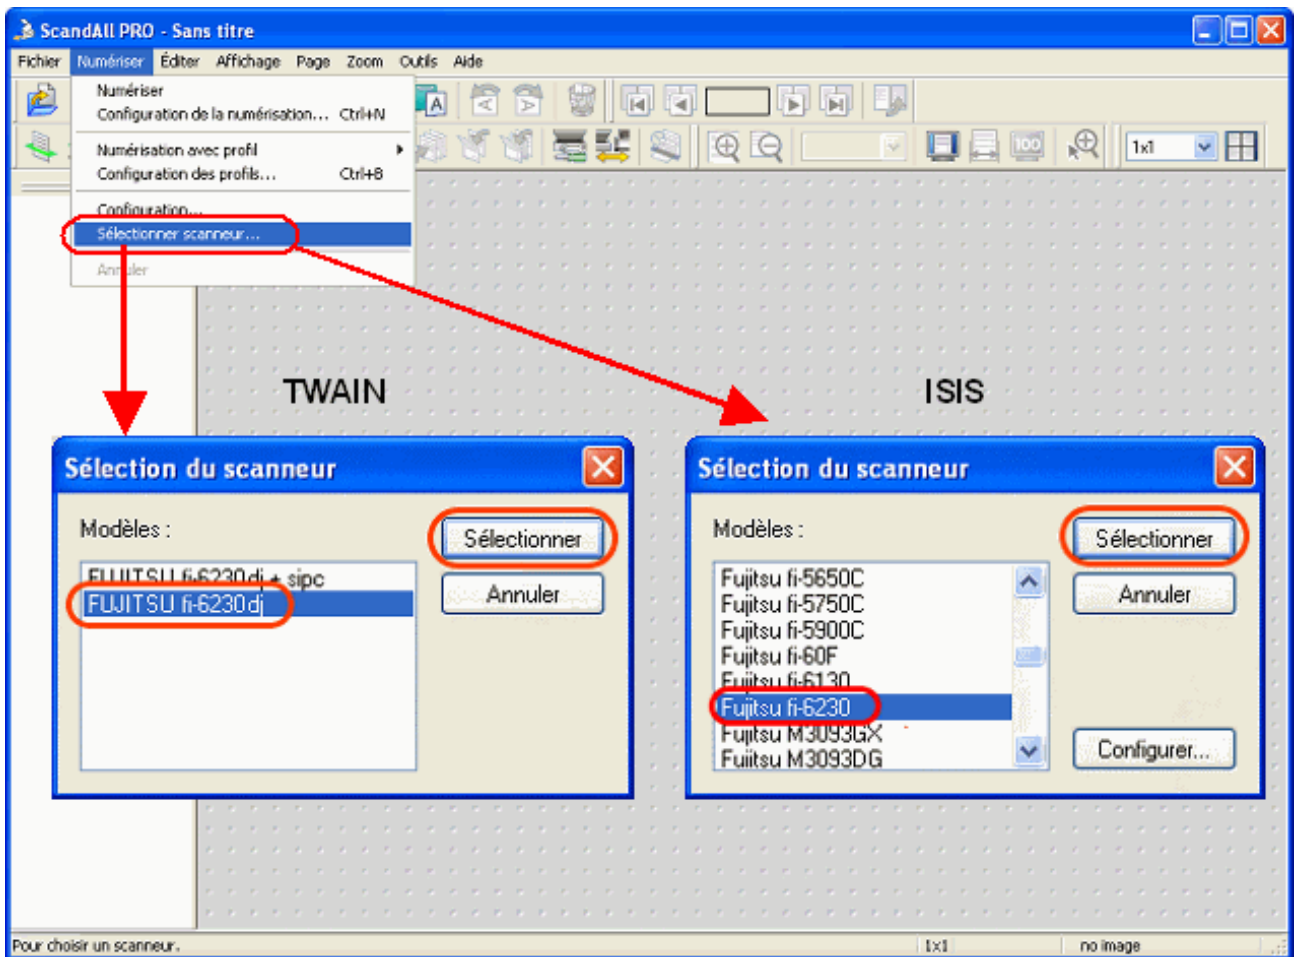 ScandAll PRO - Sans titre
Fichier Numériser Éditer Affichage Page Zoom Outils Aide
Numériser
Configuration de la numérisation... Ctrl+N
Numérisation avec profil
Configuration des profils... Ctrl+B
Configuration...
Sélectionner scanneur...
Annuler
A
100
1x1
TWAIN
ISIS
Sélection du scanneur
Modèles :
FUJITSU fi-6230dj + sipc
FUJITSU fi-6230dj
Sélectionner
Annuler
Sélection du scanneur
Modèles :
Fujitsu fi-5650C
Fujitsu fi-5750C
Fujitsu fi-5900C
Fujitsu fi-60F
Fujitsu fi-6130
Fujitsu fi-6230
Fujitsu M3093GX
Fujitsu M3093DG
Sélectionner
Annuler
Configurer...
Pour choisir un scanneur. 1x1 no image